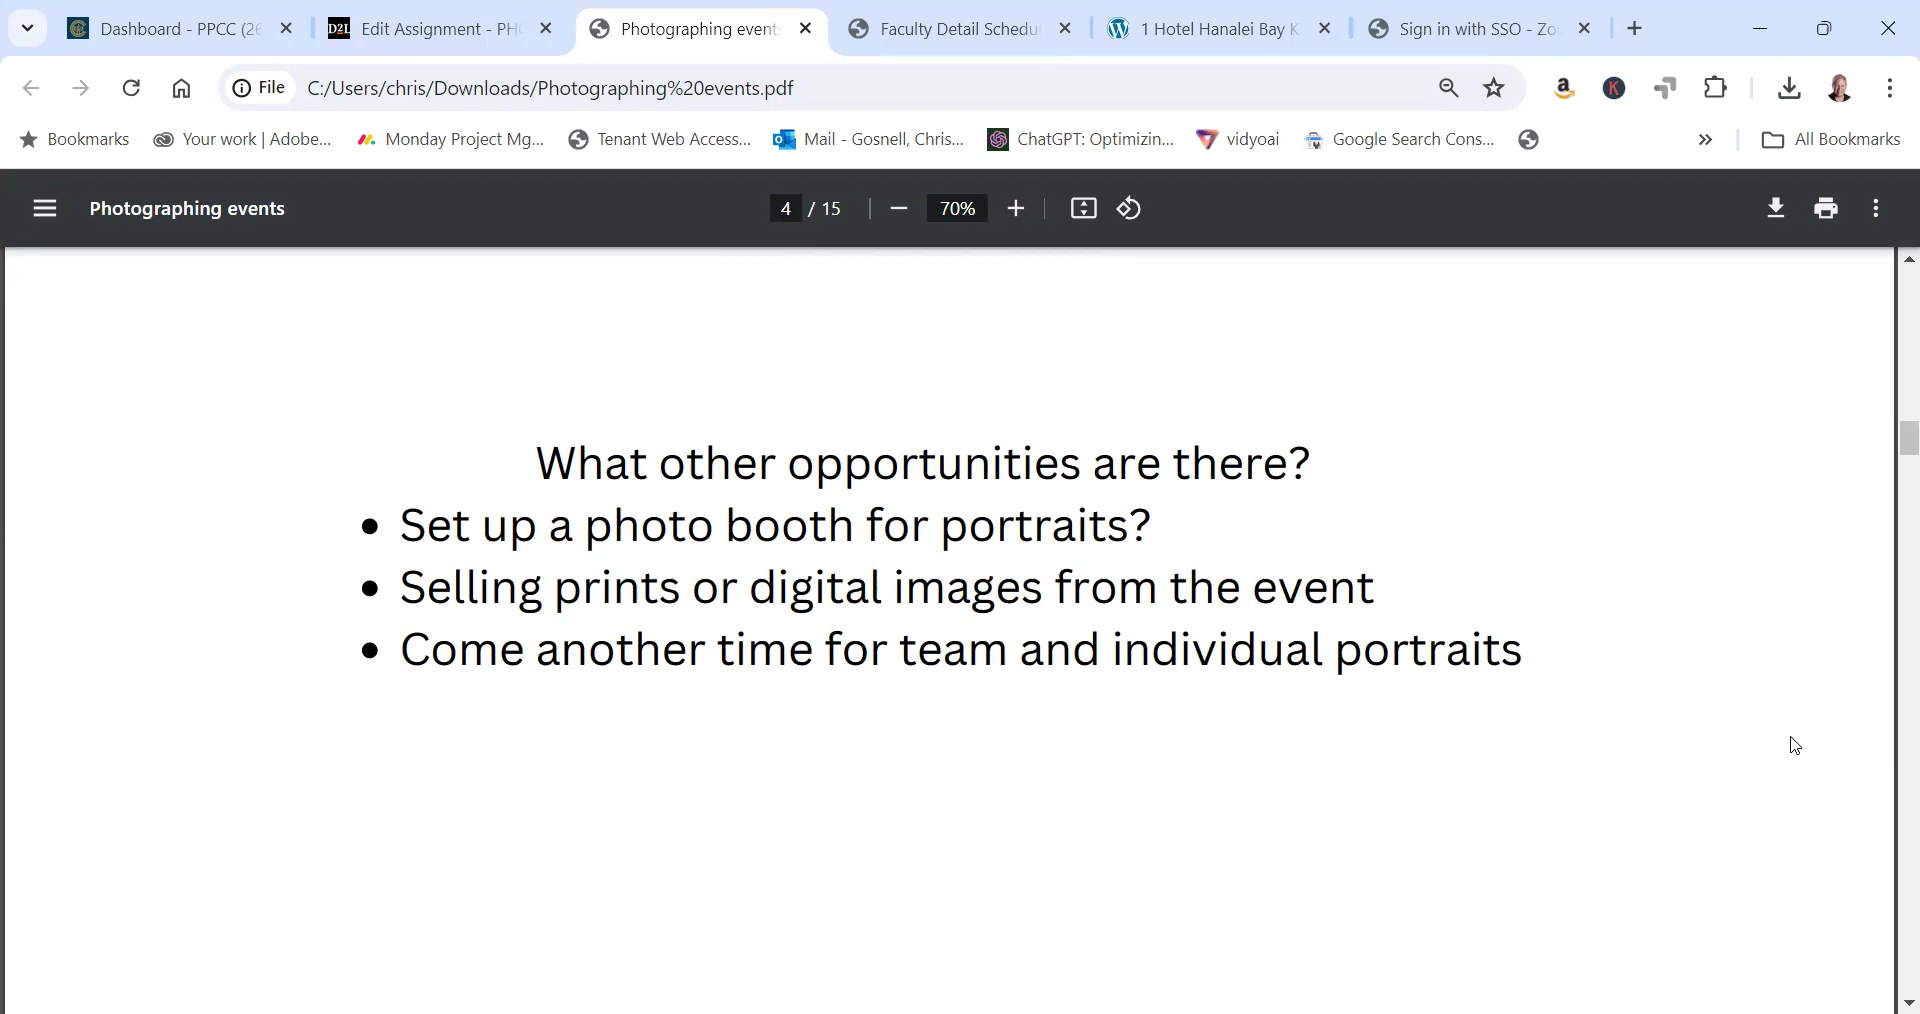 Dashboard - PPCC (26
D2L Edit Assignment - PHO
Photographing events
Faculty Detail Schedu
1 Hotel Hanalei Bay K
Sign in with SSO - Zo
File C:/Users/chris/Downloads/Photographing%20events.pdf
Bookmarks Your work | Adobe... Monday Project Mg... Tenant Web Access... Mail - Gosnell, Chris... ChatGPT: Optimizin... vidyoai Google Search Cons... » All Bookmarks
Photographing events 4 / 15 70%
What other opportunities are there?
• Set up a photo booth for portraits?
• Selling prints or digital images from the event
• Come another time for team and individual portraits